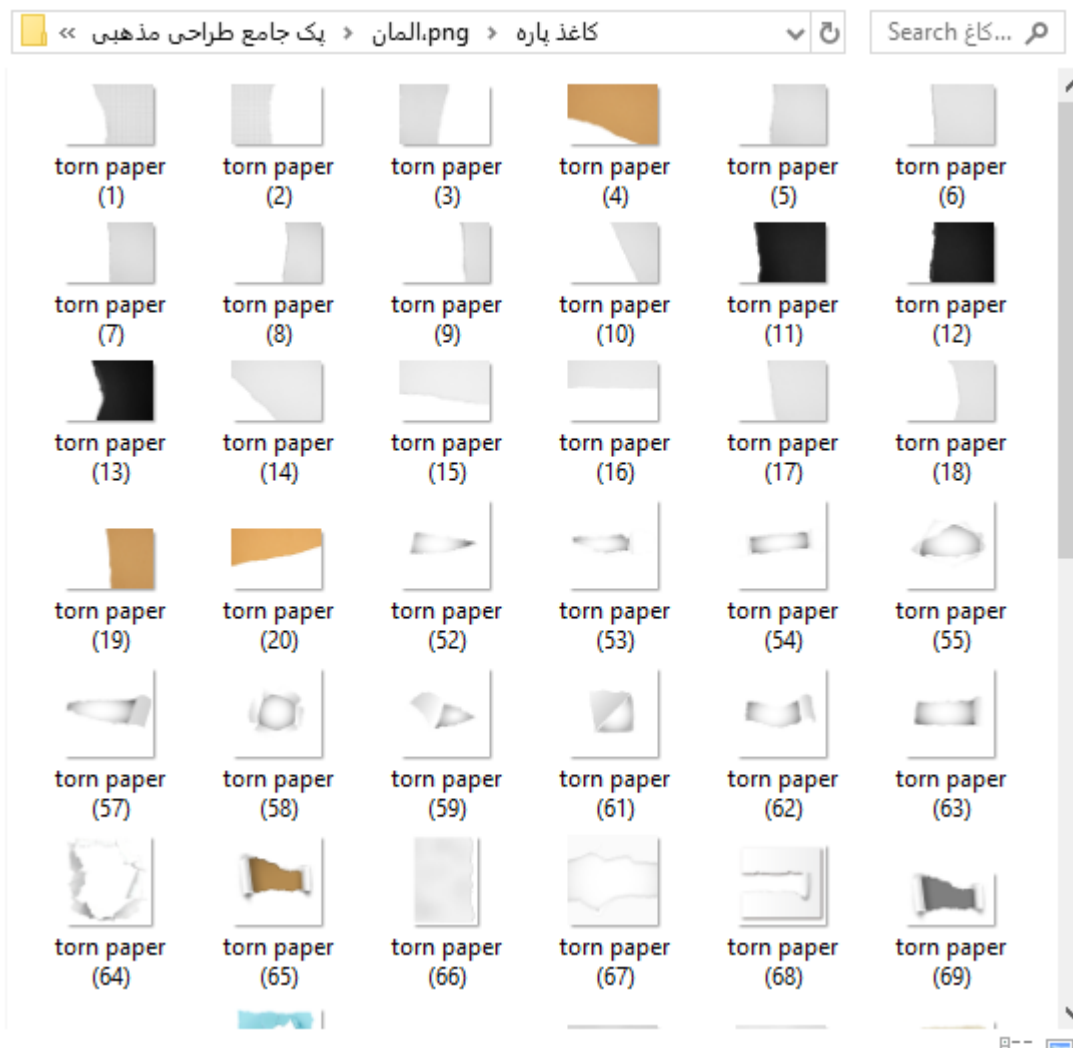 « پک جامع طراحی مذهبی › المان،png › کاغذ پاره
Search کاغ...
torn paper (1)
torn paper (2)
torn paper (3)
torn paper (4)
torn paper (5)
torn paper (6)
torn paper (7)
torn paper (8)
torn paper (9)
torn paper (10)
torn paper (11)
torn paper (12)
torn paper (13)
torn paper (14)
torn paper (15)
torn paper (16)
torn paper (17)
torn paper (18)
torn paper (19)
torn paper (20)
torn paper (52)
torn paper (53)
torn paper (54)
torn paper (55)
torn paper (57)
torn paper (58)
torn paper (59)
torn paper (61)
torn paper (62)
torn paper (63)
torn paper (64)
torn paper (65)
torn paper (66)
torn paper (67)
torn paper (68)
torn paper (69)